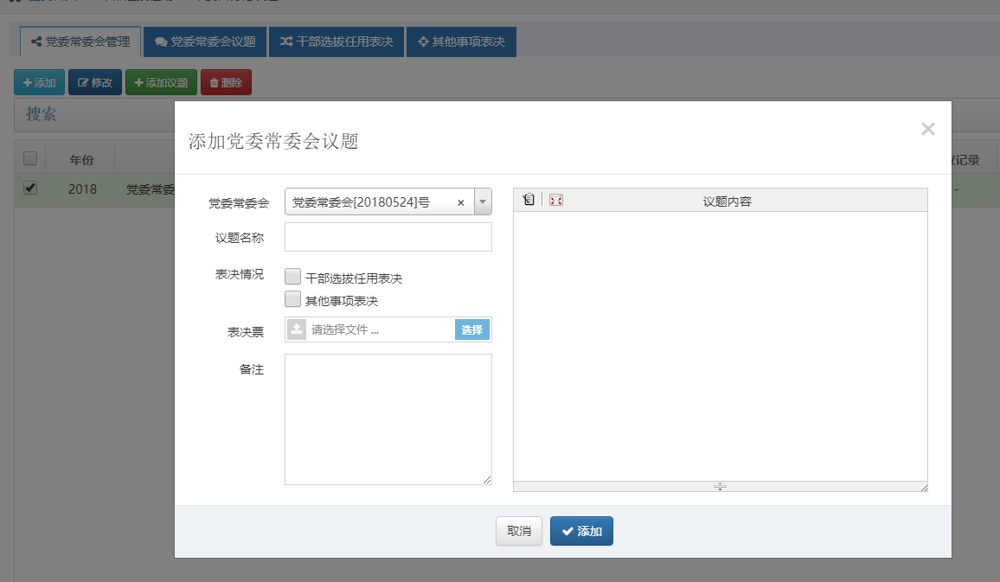 党委常委会管理
党委常委会议题
干部选拔任用表决
其他事项表决
添加
修改
添加议题
删除
搜索
年份
记录
2018
党委常委
-
添加党委常委会议题
×
党委常委会
党委常委会[20180524]号
×
议题内容
议题名称
表决情况
干部选拔任用表决
其他事项表决
表决票
请选择文件 ...
选择
备注
取消
添加